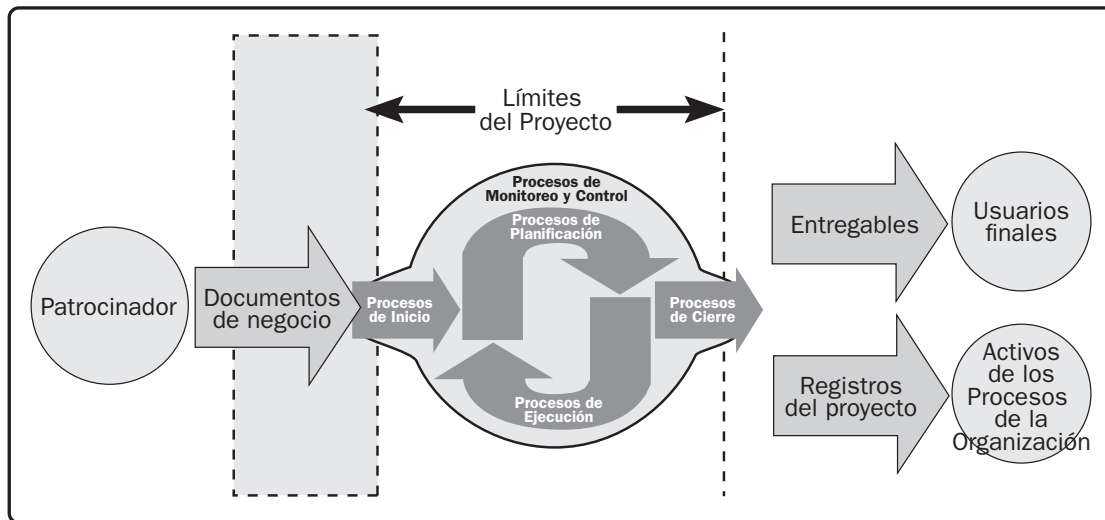 Límites
del Proyecto
Procesos de
Monitoreo y Control
Procesos de
Planificación
Patrocinador
Documentos
de negocio
Procesos
de Inicio
Procesos
de Cierre
Procesos de
Ejecución
Entregables
Usuarios
finales
Registros
del proyecto
Activos
de los
Procesos
de la
Organización